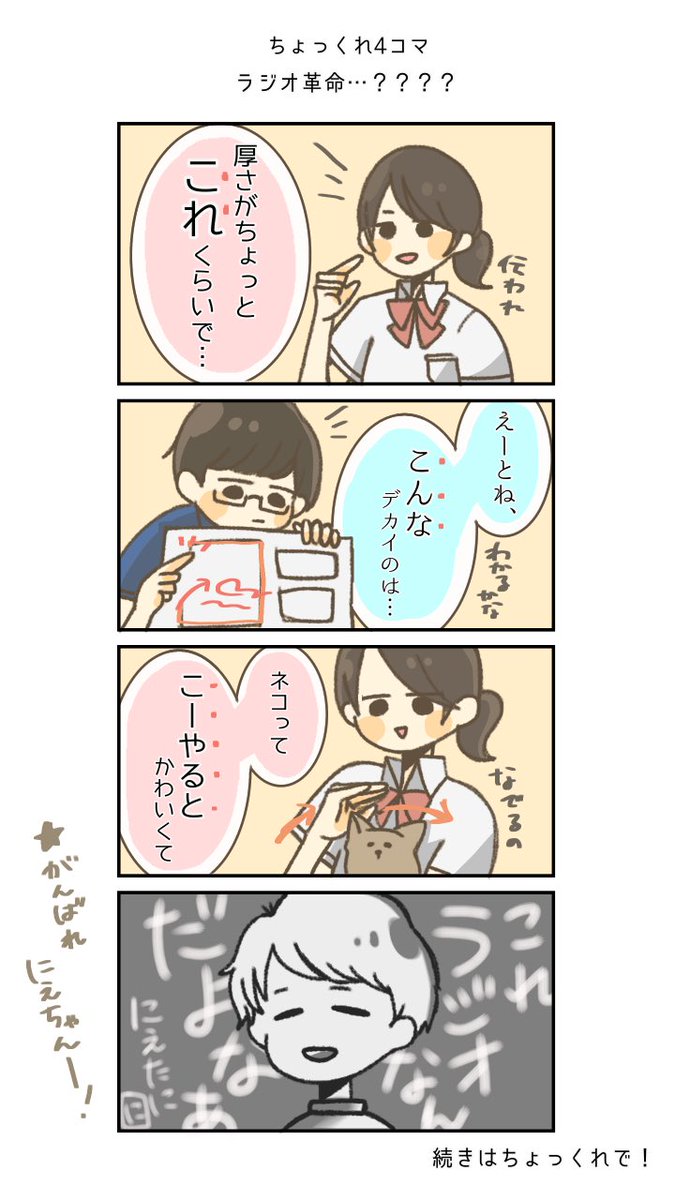 ちょっくれ4コマ
ラジオ革命…？？？？
厚さがちょっと
これくらいで…
伝われ
えーとね、
こんな
デカイのは…
わかるかな
ネコって
こーやると
かわいくて
なでるの
これ
ラジオなん
だよなぁ
にえたに
★がんばれ
にえちゃんー！
続きはちょっくれで！